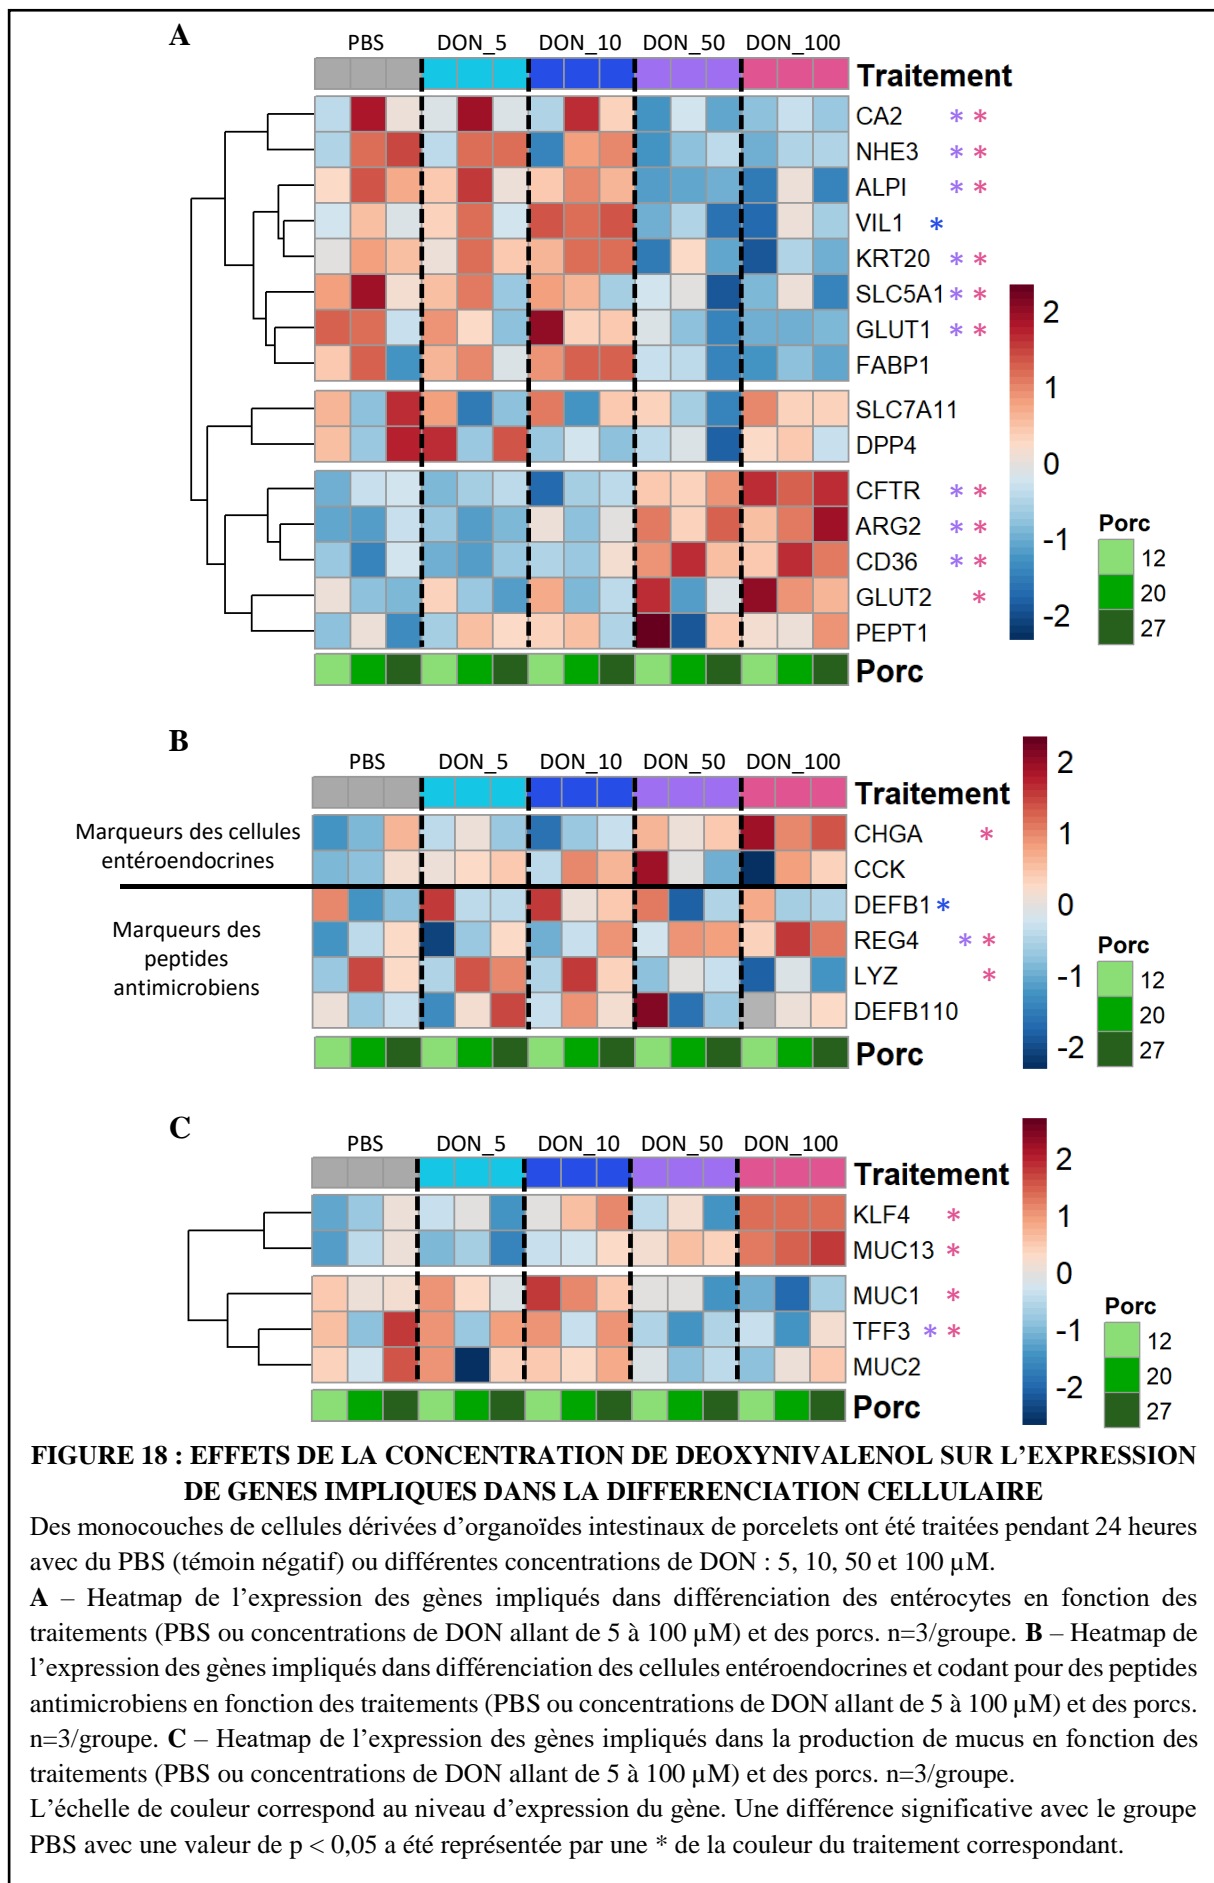 A
PBS DON_5 DON_10 DON_50 DON_100
Traitement
CA2 * *
NHE3 * *
ALPI * *
VIL1 *
KRT20 * *
SLC5A1 * *
GLUT1 * *
FABP1
SLC7A11
DPP4
CFTR * *
ARG2 * *
CD36 * *
GLUT2 *
PEPT1
Porc
2
1
0
-1
-2
Porc
12
20
27
B
PBS DON_5 DON_10 DON_50 DON_100
Traitement
Marqueurs des cellules
entéroendocrines
Marqueurs des
peptides
antimicrobiens
CHGA *
CCK
DEFB1 *
REG4 * *
LYZ *
DEFB110
Porc
2
1
0
-1
-2
Porc
12
20
27
C
PBS DON_5 DON_10 DON_50 DON_100
Traitement
KLF4 *
MUC13 *
MUC1 *
TFF3 * *
MUC2
Porc
2
1
0
-1
-2
Porc
12
20
27
FIGURE 18 : EFFETS DE LA CONCENTRATION DE DEOXYNIVALENOL SUR L'EXPRESSION
DE GENES IMPLIQUES DANS LA DIFFERENCIATION CELLULAIRE
Des monocouches de cellules dérivées d'organoïdes intestinaux de porcelets ont été traitées pendant 24 heures
avec du PBS (témoin négatif) ou différentes concentrations de DON : 5, 10, 50 et 100 µM.
A – Heatmap de l'expression des gènes impliqués dans différenciation des entérocytes en fonction des
traitements (PBS ou concentrations de DON allant de 5 à 100 µM) et des porcs. n=3/groupe. B – Heatmap de
l'expression des gènes impliqués dans différenciation des cellules entéroendocrines et codant pour des peptides
antimicrobiens en fonction des traitements (PBS ou concentrations de DON allant de 5 à 100 µM) et des porcs.
n=3/groupe. C – Heatmap de l'expression des gènes impliqués dans la production de mucus en fonction des
traitements (PBS ou concentrations de DON allant de 5 à 100 µM) et des porcs. n=3/groupe.
L'échelle de couleur correspond au niveau d'expression du gène. Une différence significative avec le groupe
PBS avec une valeur de p < 0,05 a été représentée par une * de la couleur du traitement correspondant.